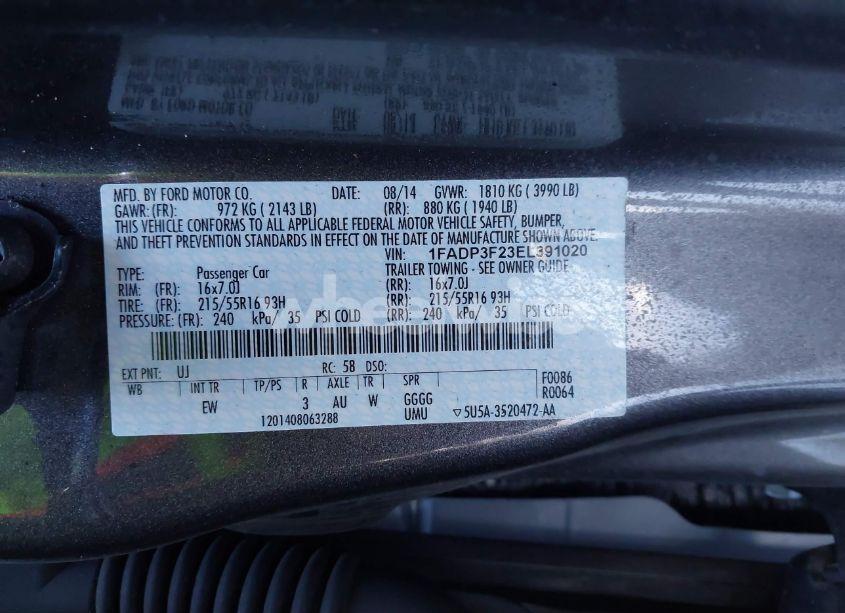 MFD. BY FORD MOTOR CO. DATE: 08/14 GVWR: 1810 KG ( 3990 LB)
GAWR: (FR): 972 KG ( 2143 LB) (RR): 880 KG ( 1940 LB)
THIS VEHICLE CONFORMS TO ALL APPLICABLE FEDERAL MOTOR VEHICLE SAFETY, BUMPER,
AND THEFT PREVENTION STANDARDS IN EFFECT ON THE DATE OF MANUFACTURE SHOWN ABOVE.
VIN: 1FADP3F23EL391020
TYPE: Passenger Car TRAILER TOWING - SEE OWNER GUIDE
RIM: (FR): 16x7.0J (RR): 16x7.0J
TIRE: (FR): 215/55R16 93H (RR): 215/55R16 93H
PRESSURE: (FR): 240 kPa/ 35 PSI COLD (RR): 240 kPa/ 35 PSI COLD
EXT PNT: UJ RC: 58 DSO:
WB INT TR TP/PS R AXLE TR SPR F0086
EW 3 AU W GGGG R0064
1201408063288 UMU ▽5U5A-3520472-AA